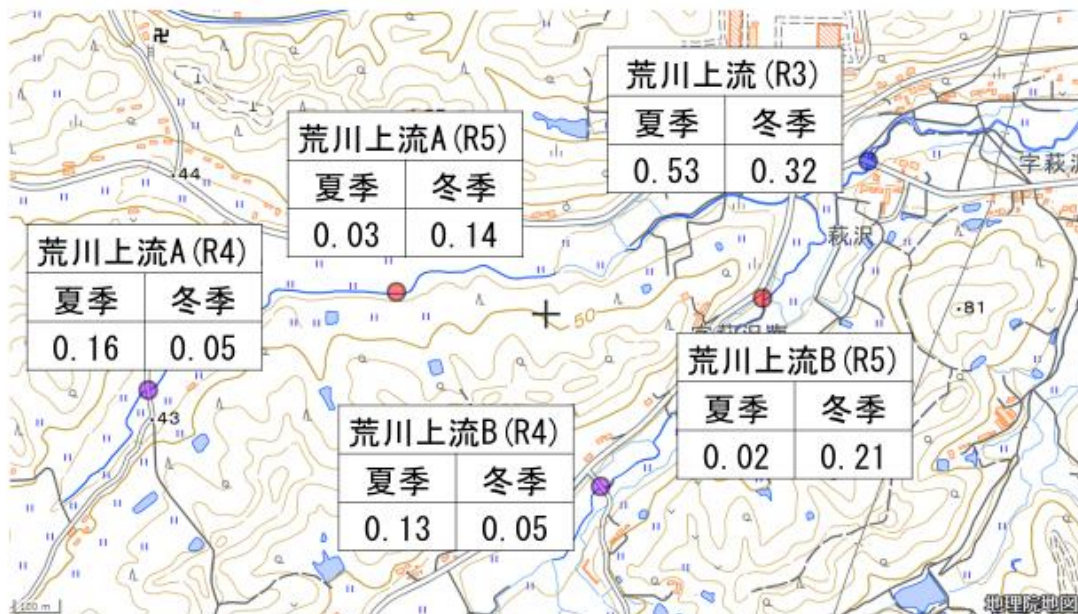 荒川上流(R3)
夏季 冬季
0.53 0.32
荒川上流A(R5)
夏季 冬季
0.03 0.14
荒川上流A(R4)
夏季 冬季
0.16 0.05
荒川上流B(R5)
夏季 冬季
0.02 0.21
荒川上流B(R4)
夏季 冬季
0.13 0.05
44
字萩沢
萩沢
50
81
43
100 m
地理院地図